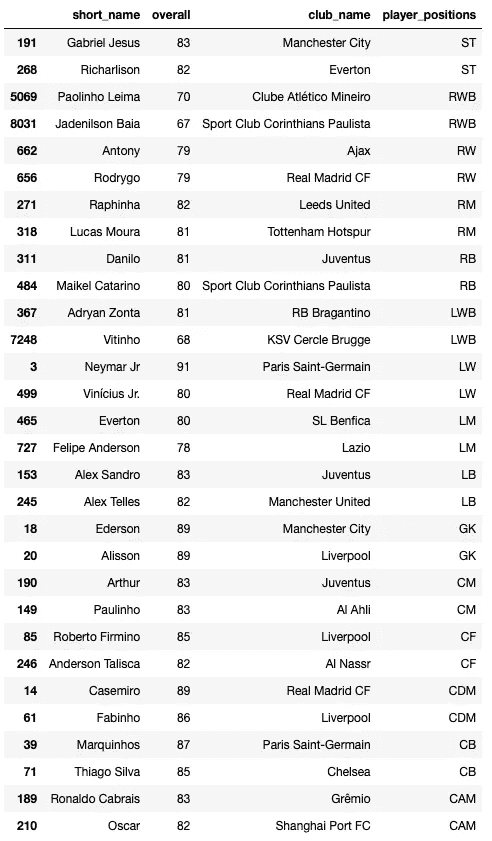 short_name overall club_name player_positions
191 Gabriel Jesus 83 Manchester City ST
268 Richarlison 82 Everton ST
5069 Paolinho Leima 70 Clube Atlético Mineiro RWB
8031 Jadenilson Baia 67 Sport Club Corinthians Paulista RWB
662 Antony 79 Ajax RW
656 Rodrygo 79 Real Madrid CF RW
271 Raphinha 82 Leeds United RM
318 Lucas Moura 81 Tottenham Hotspur RM
311 Danilo 81 Juventus RB
484 Maikel Catarino 80 Sport Club Corinthians Paulista RB
367 Adryan Zonta 81 RB Bragantino LWB
7248 Vitinho 68 KSV Cercle Brugge LWB
3 Neymar Jr 91 Paris Saint-Germain LW
499 Vinícius Jr. 80 Real Madrid CF LW
465 Everton 80 SL Benfica LM
727 Felipe Anderson 78 Lazio LM
153 Alex Sandro 83 Juventus LB
245 Alex Telles 82 Manchester United LB
18 Ederson 89 Manchester City GK
20 Alisson 89 Liverpool GK
190 Arthur 83 Juventus CM
149 Paulinho 83 Al Ahli CM
85 Roberto Firmino 85 Liverpool CF
246 Anderson Talisca 82 Al Nassr CF
14 Casemiro 89 Real Madrid CF CDM
61 Fabinho 86 Liverpool CDM
39 Marquinhos 87 Paris Saint-Germain CB
71 Thiago Silva 85 Chelsea CB
189 Ronaldo Cabrais 83 Grêmio CAM
210 Oscar 82 Shanghai Port FC CAM